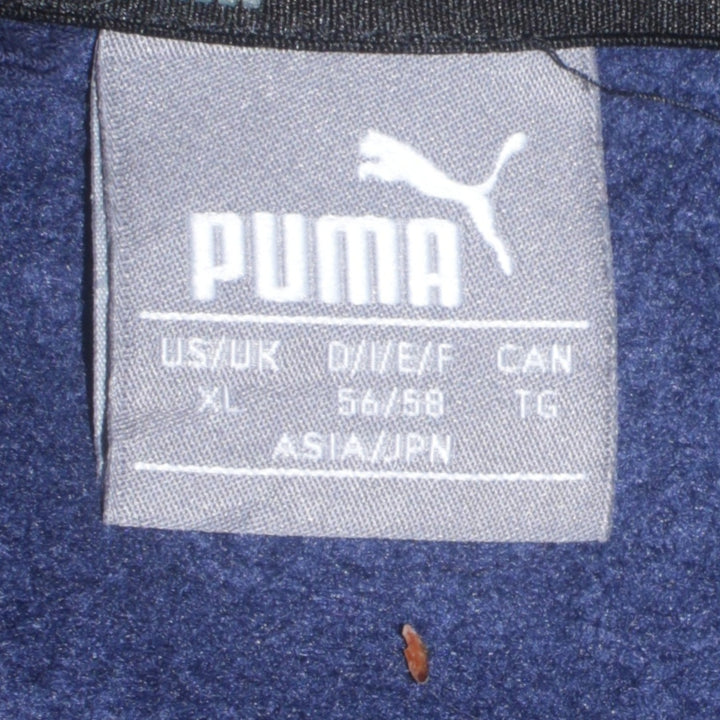 PUMA
US/UK D/I/E/F CAN
XL 56/58 TG
ASIA/JPN